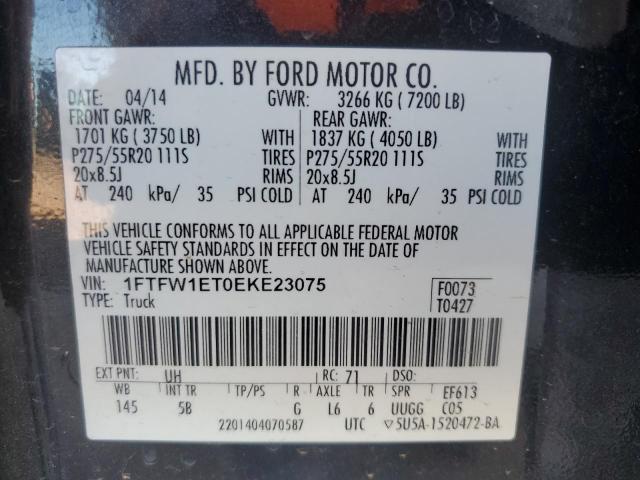 MFD. BY FORD MOTOR CO.
DATE: 04/14 GVWR: 3266 KG ( 7200 LB)
FRONT GAWR: REAR GAWR:
1701 KG ( 3750 LB) WITH 1837 KG ( 4050 LB) WITH
P275/55R20 111S TIRES P275/55R20 111S TIRES
20x8.5J RIMS 20x8.5J RIMS
AT 240 kPa/ 35 PSI COLD AT 240 kPa/ 35 PSI COLD
THIS VEHICLE CONFORMS TO ALL APPLICABLE FEDERAL MOTOR
VEHICLE SAFETY STANDARDS IN EFFECT ON THE DATE OF
MANUFACTURE SHOWN ABOVE.
VIN: 1FTFW1ET0EKE23075 F0073
TYPE: Truck T0427
EXT PNT: UH RC: 71 DSO:
WB INT TR TP/PS R AXLE TR SPR EF613
145 5B G L6 6 UUGG C05
2201404070587 UTC ▽5U5A-1520472-BA